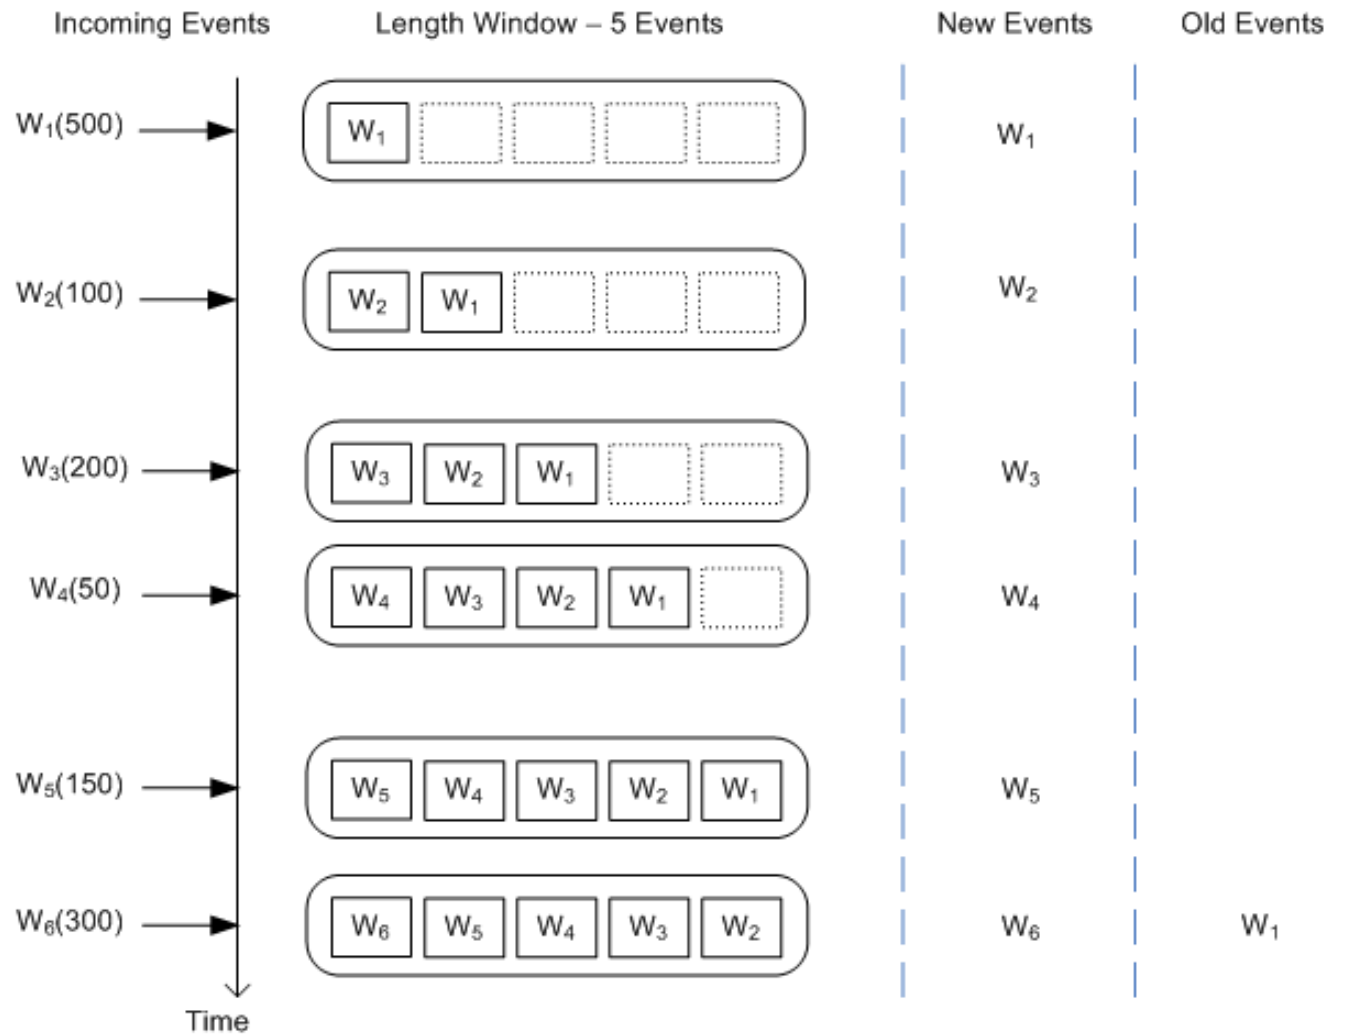 Incoming Events Length Window – 5 Events New Events Old Events
W₁(500) W₁ W₁
W₂(100) W₂ W₁ W₂
W₃(200) W₃ W₂ W₁ W₃
W₄(50) W₄ W₃ W₂ W₁ W₄
W₅(150) W₅ W₄ W₃ W₂ W₁ W₅
W₆(300) W₆ W₅ W₄ W₃ W₂ W₆ W₁
Time